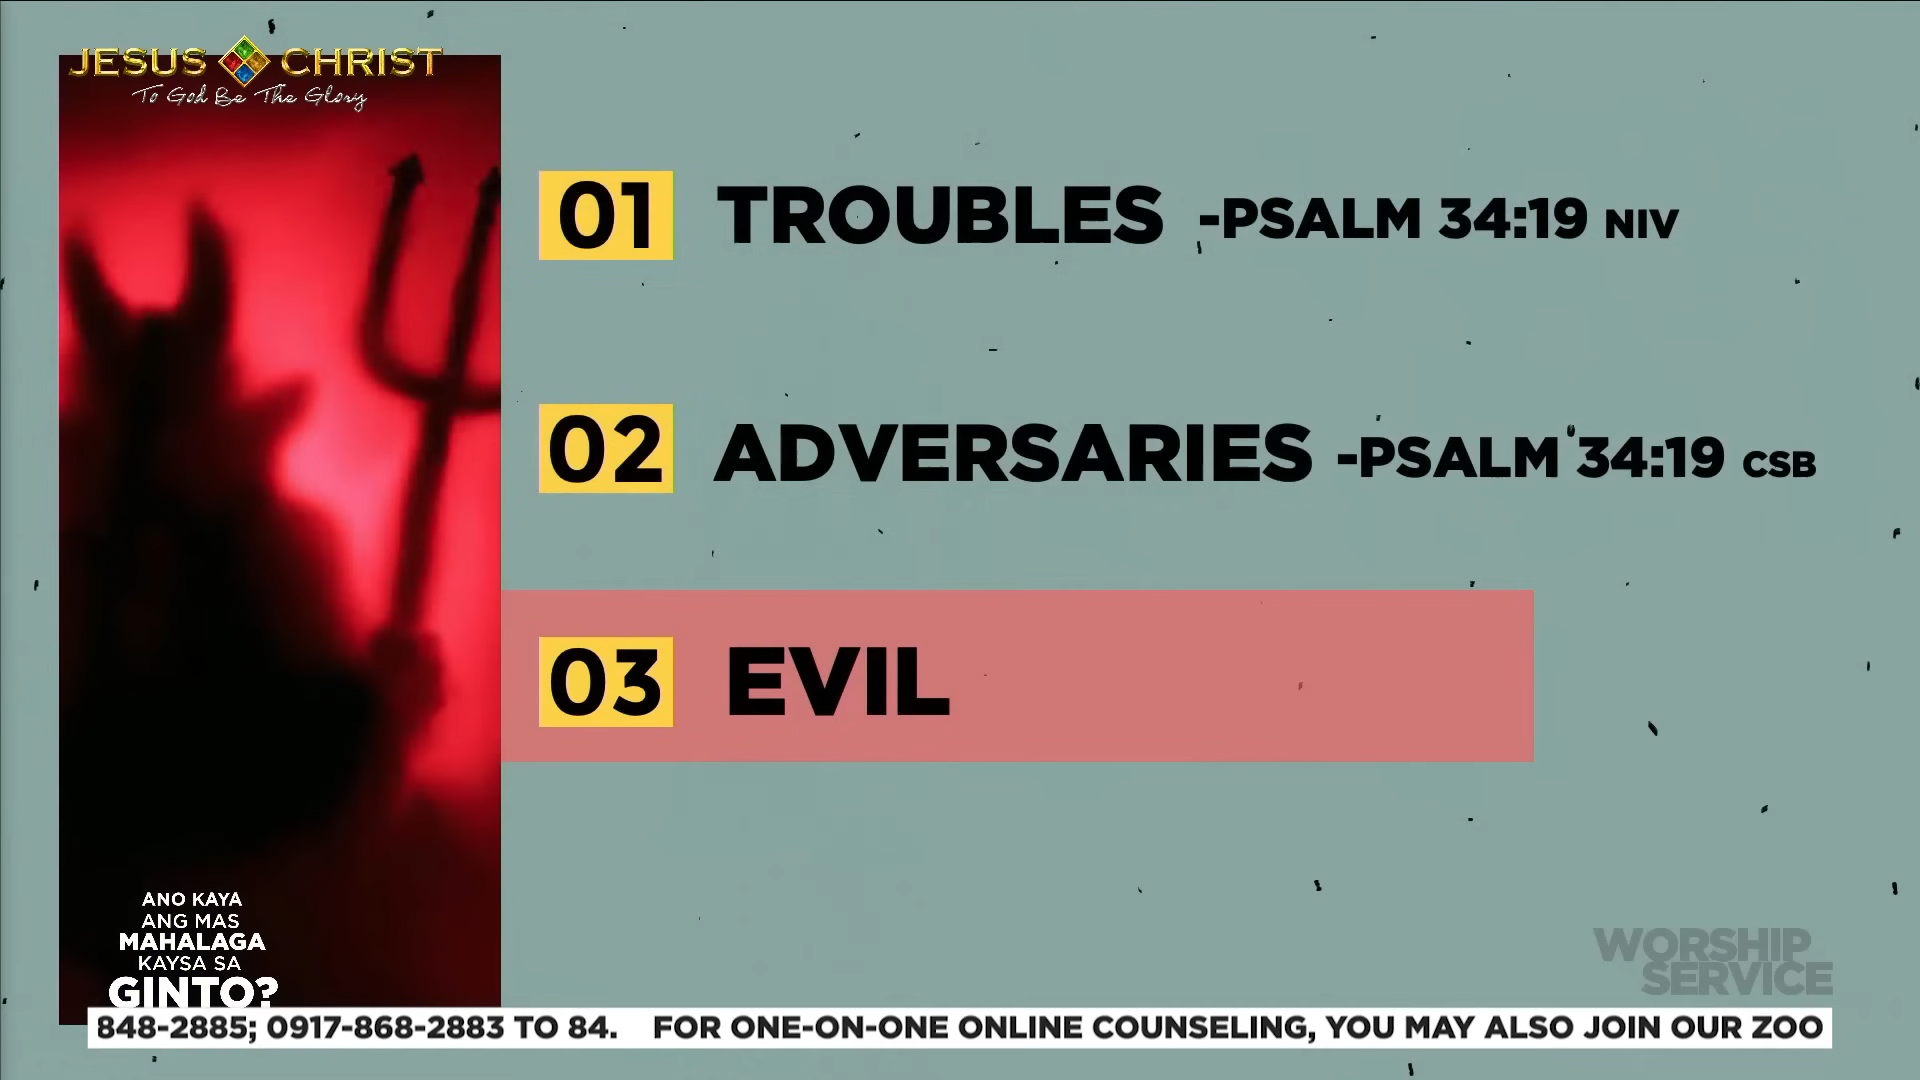 JESUS CHRIST
To God Be The Glory
01 TROUBLES -PSALM 34:19 NIV
02 ADVERSARIES -PSALM 34:19 CSB
03 EVIL
ANO KAYA
ANG MAS
MAHALAGA
KAYSA SA
GINTO?
WORSHIP
SERVICE
848-2885; 0917-868-2883 TO 84. FOR ONE-ON-ONE ONLINE COUNSELING, YOU MAY ALSO JOIN OUR ZOO